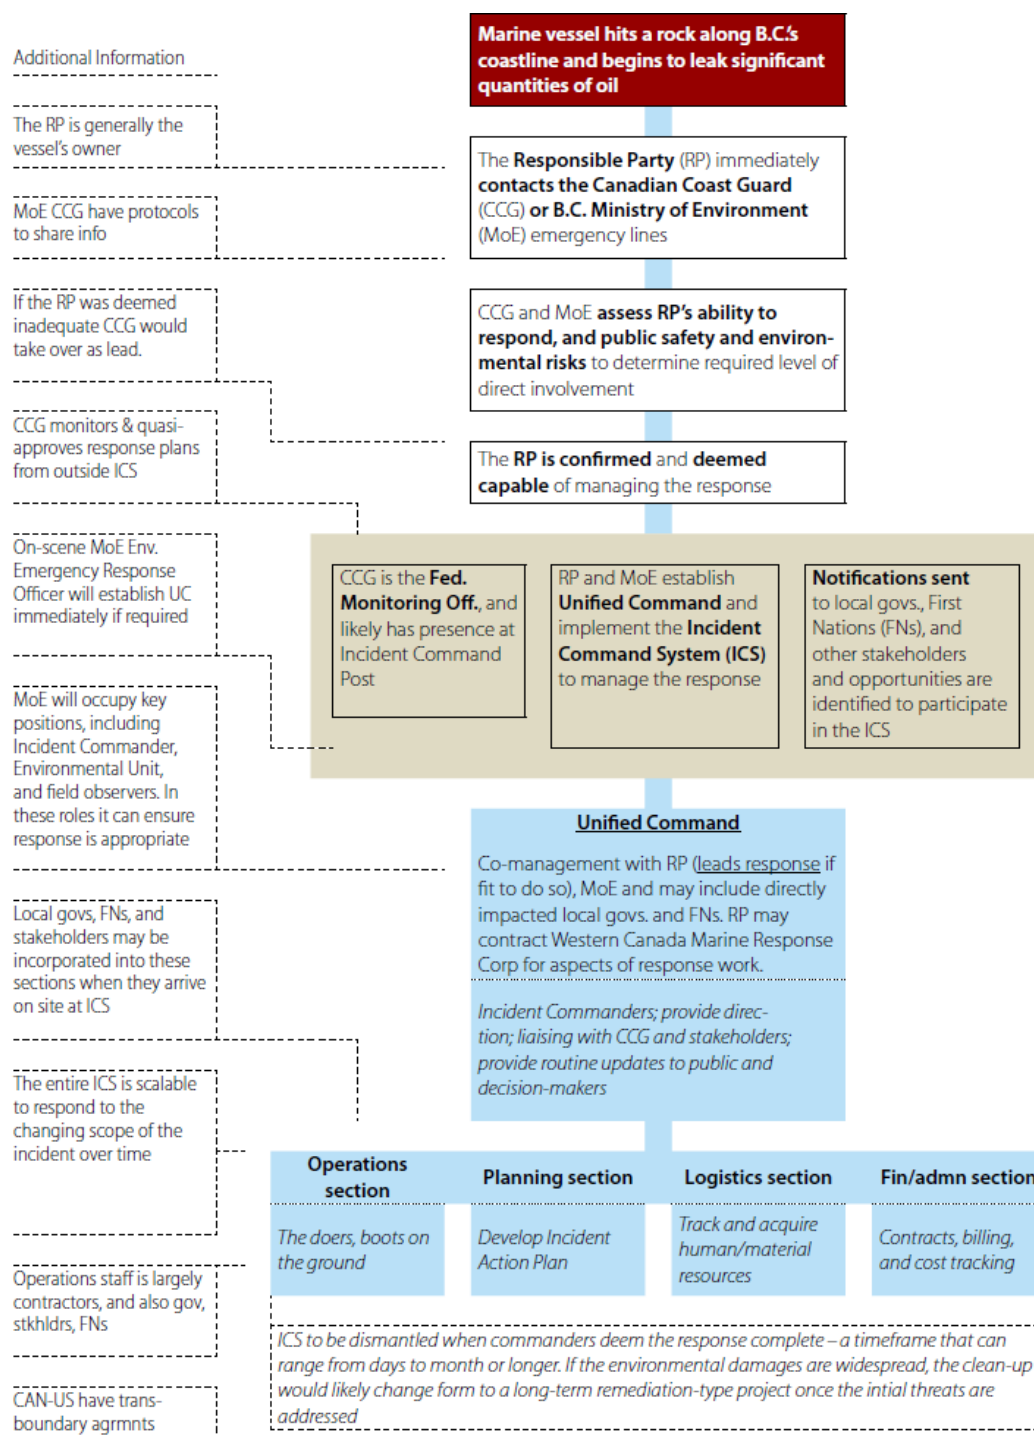 Additional Information
The RP is generally the
vessel's owner
MoE CCG have protocols
to share info
If the RP was deemed
inadequate CCG would
take over as lead.
CCG monitors & quasi-
approves response plans
from outside ICS
On-scene MoE Env.
Emergency Response
Officer will establish UC
immediately if required
MoE will occupy key
positions, including
Incident Commander,
Environmental Unit,
and field observers. In
these roles it can ensure
response is appropriate
Local govs, FNs, and
stakeholders may be
incorporated into these
sections when they arrive
on site at ICS
The entire ICS is scalable
to respond to the
changing scope of the
incident over time
Operations staff is largely
contractors, and also gov,
stkhldrs, FNs
CAN-US have trans-
boundary agrmnts
Marine vessel hits a rock along B.C.'s
coastline and begins to leak significant
quantities of oil
The Responsible Party (RP) immediately
contacts the Canadian Coast Guard
(CCG) or B.C. Ministry of Environment
(MoE) emergency lines
CCG and MoE assess RP's ability to
respond, and public safety and environ-
mental risks to determine required level of
direct involvement
The RP is confirmed and deemed
capable of managing the response
CCG is the Fed.
Monitoring Off., and
likely has presence at
Incident Command
Post
RP and MoE establish
Unified Command and
implement the Incident
Command System (ICS)
to manage the response
Notifications sent
to local govs., First
Nations (FNs), and
other stakeholders
and opportunities are
identified to participate
in the ICS
Unified Command
Co-management with RP (leads response if
fit to do so), MoE and may include directly
impacted local govs. and FNs. RP may
contract Western Canada Marine Response
Corp for aspects of response work.
Incident Commanders; provide direc-
tion; liaising with CCG and stakeholders;
provide routine updates to public and
decision-makers
Operations
section
The doers, boots on
the ground
Planning section
Develop Incident
Action Plan
Logistics section
Track and acquire
human/material
resources
Fin/admn section
Contracts, billing,
and cost tracking
ICS to be dismantled when commanders deem the response complete – a timeframe that can
range from days to month or longer. If the environmental damages are widespread, the clean-up
would likely change form to a long-term remediation-type project once the intial threats are
addressed